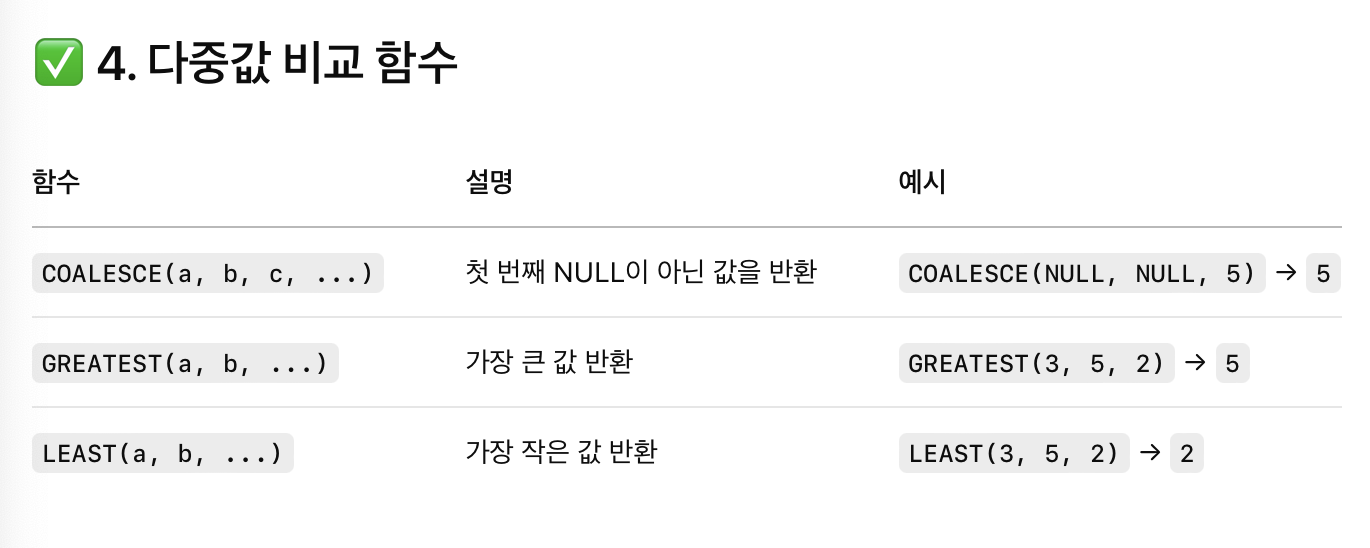 ✅ 4. 다중값 비교 함수
함수 설명 예시
COALESCE(a, b, c, ...) 첫 번째 NULL이 아닌 값을 반환 COALESCE(NULL, NULL, 5) → 5
GREATEST(a, b, ...) 가장 큰 값 반환 GREATEST(3, 5, 2) → 5
LEAST(a, b, ...) 가장 작은 값 반환 LEAST(3, 5, 2) → 2